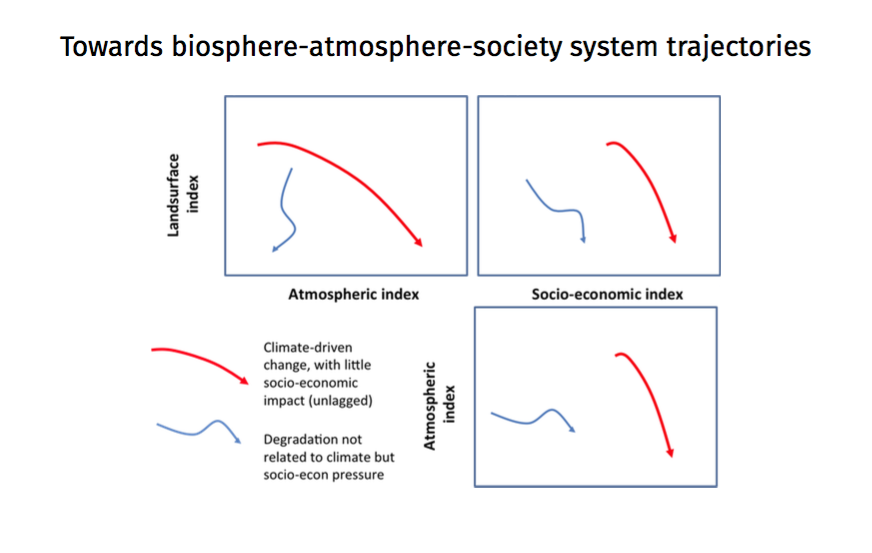 Towards biosphere-atmosphere-society system trajectories
Landsurface
index
Atmospheric index
Socio-economic index
Climate-driven
change, with little
socio-economic
impact (unlagged)
Degradation not
related to climate but
socio-econ pressure
Atmospheric
index